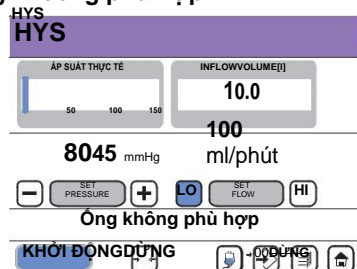 HYS
HYS
ÁP SUẤT THỰC TẾ
INFLOWVOLUME[l]
50 100 150
10.0
100
8045 mmHg
ml/phút
SET PRESSURE
LO
SET FLOW
HI
Ống không phù hợp
KHỞI ĐỘNGDỪNG
00DỪNG